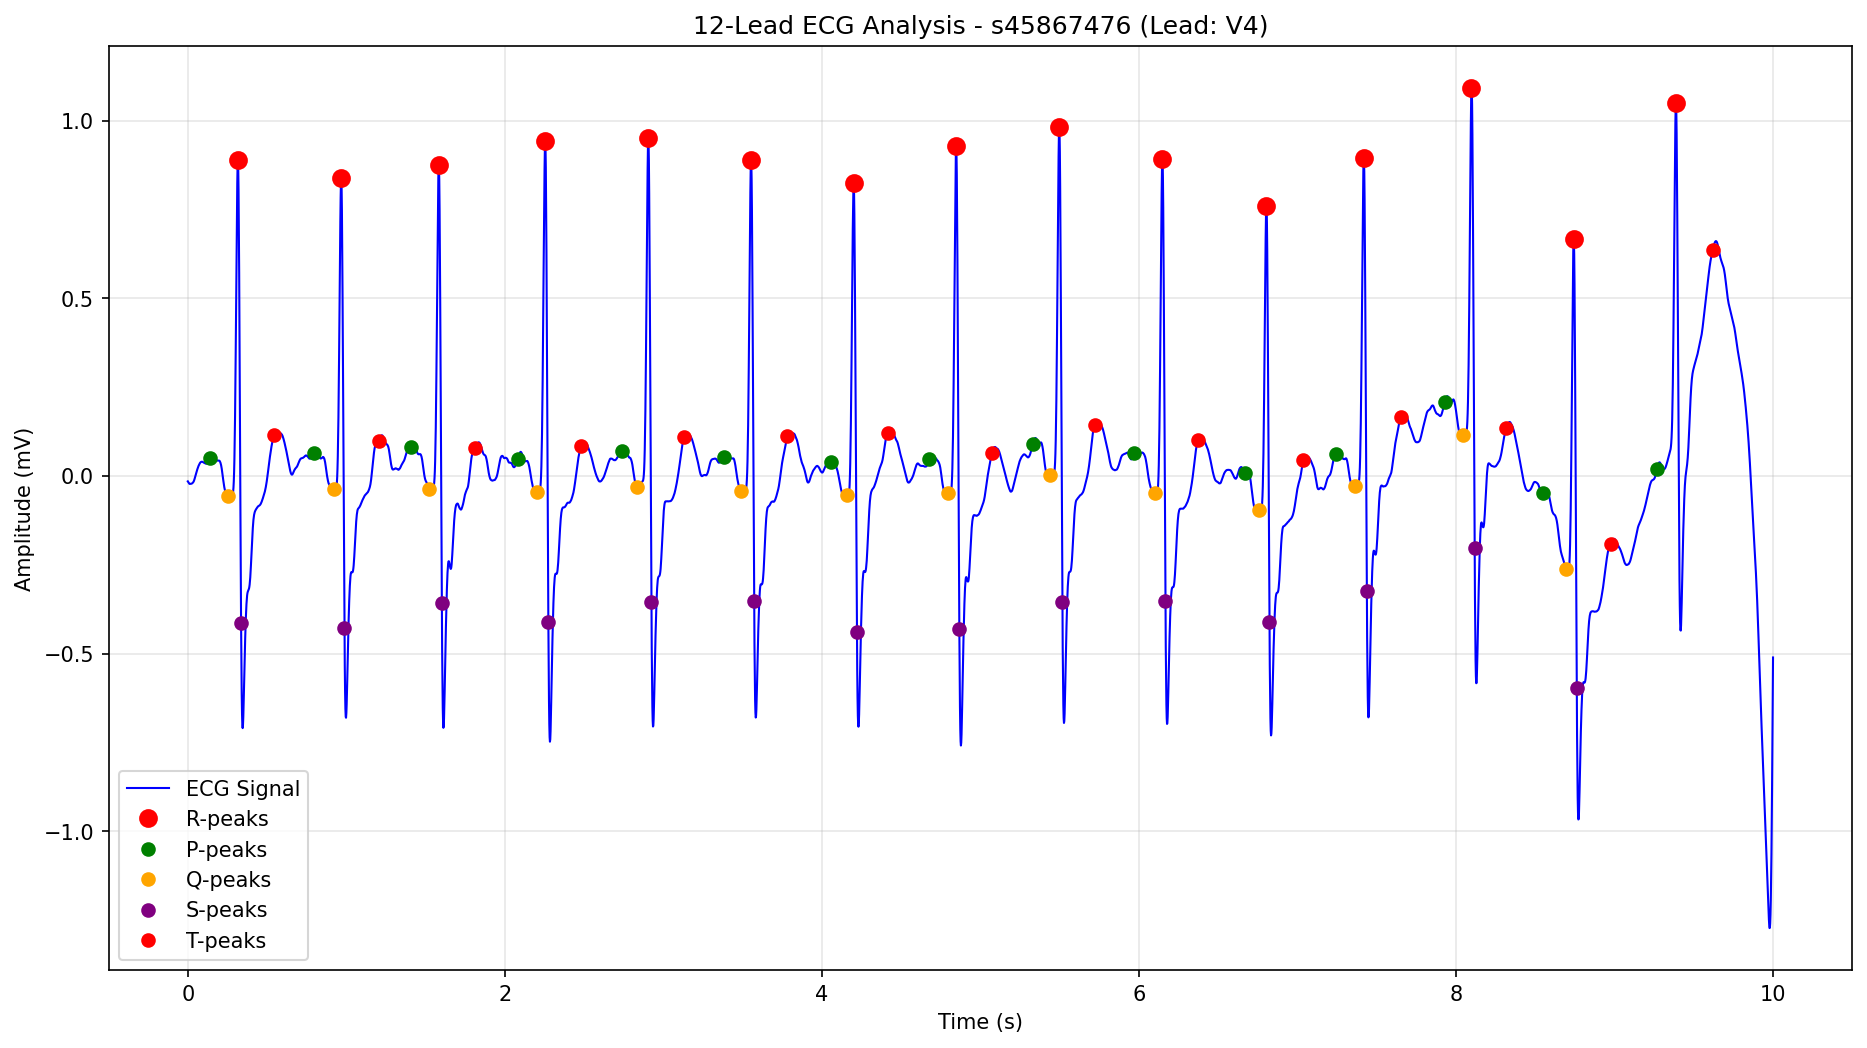 12-Lead ECG Analysis - s45867476 (Lead: V4)
Amplitude (mV)
1.0
0.5
0.0
−0.5
−1.0
ECG Signal
R-peaks
P-peaks
Q-peaks
S-peaks
T-peaks
0 2 4 6 8 10
Time (s)